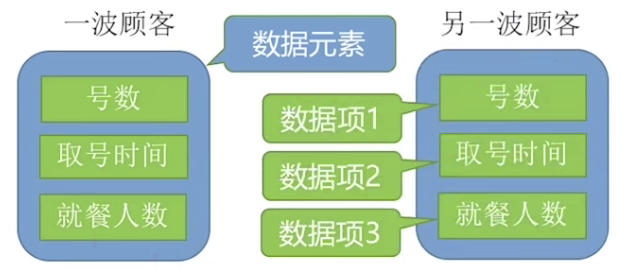 一波顾客
数据元素
另一波顾客
号数
取号时间
就餐人数
数据项1
数据项2
数据项3
号数
取号时间
就餐人数